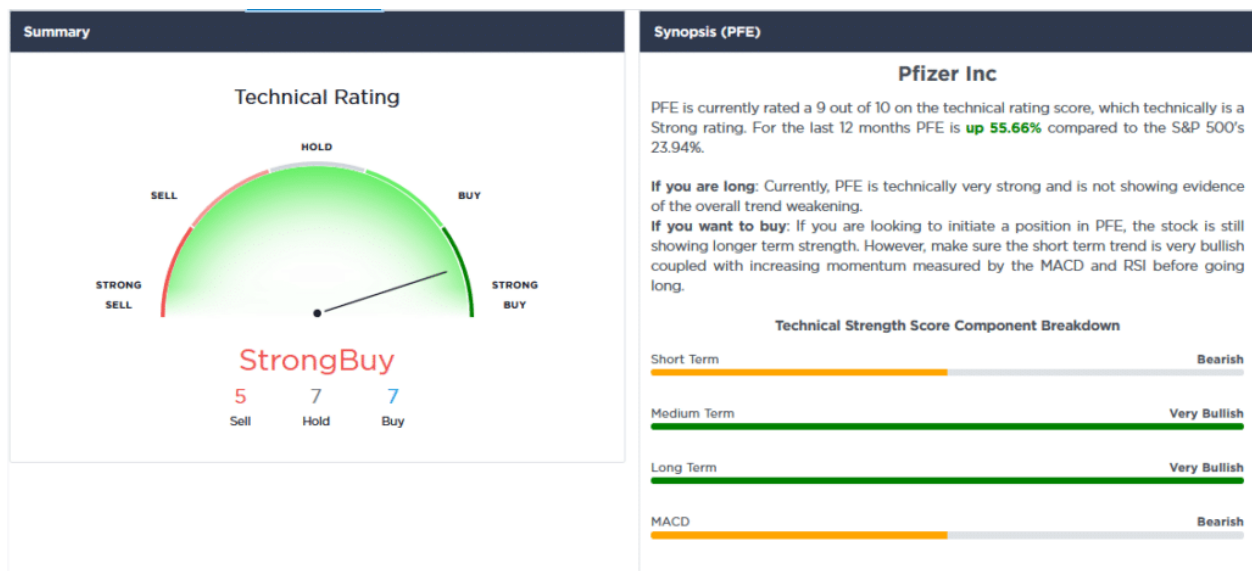 Summary
Technical Rating
HOLD
SELL
BUY
STRONG
SELL
STRONG
BUY
StrongBuy
5 7 7
Sell Hold Buy
Synopsis (PFE)
Pfizer Inc
PFE is currently rated a 9 out of 10 on the technical rating score, which technically is a
Strong rating. For the last 12 months PFE is up 55.66% compared to the S&P 500's
23.94%.
If you are long: Currently, PFE is technically very strong and is not showing evidence
of the overall trend weakening.
If you want to buy: If you are looking to initiate a position in PFE, the stock is still
showing longer term strength. However, make sure the short term trend is very bullish
coupled with increasing momentum measured by the MACD and RSI before going
long.
Technical Strength Score Component Breakdown
Short Term Bearish
Medium Term Very Bullish
Long Term Very Bullish
MACD Bearish